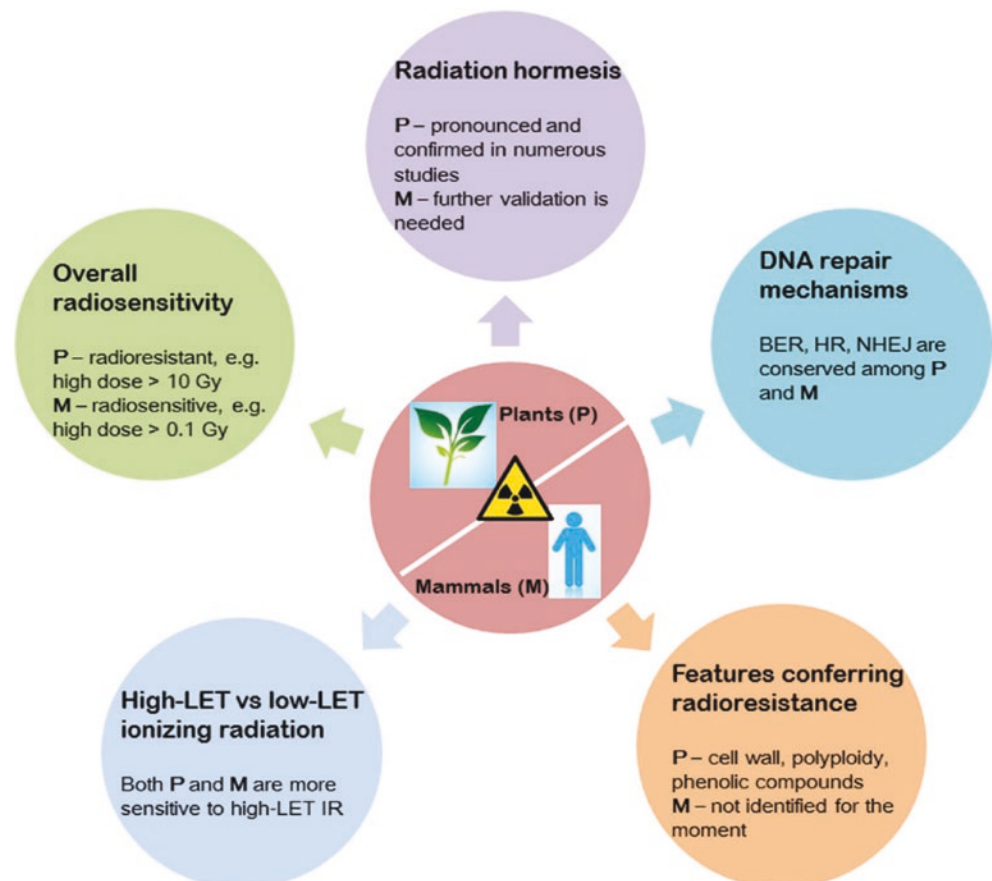 Radiation hormesis
P – pronounced and
confirmed in numerous
studies
M – further validation is
needed
Overall
radiosensitivity
P – radioresistant, e.g.
high dose > 10 Gy
M – radiosensitive, e.g.
high dose > 0.1 Gy
DNA repair
mechanisms
BER, HR, NHEJ are
conserved among P
and M
Plants (P)
Mammals (M)
High-LET vs low-LET
ionizing radiation
Both P and M are more
sensitive to high-LET IR
Features conferring
radioresistance
P – cell wall, polyploidy,
phenolic compounds
M – not identified for the
moment